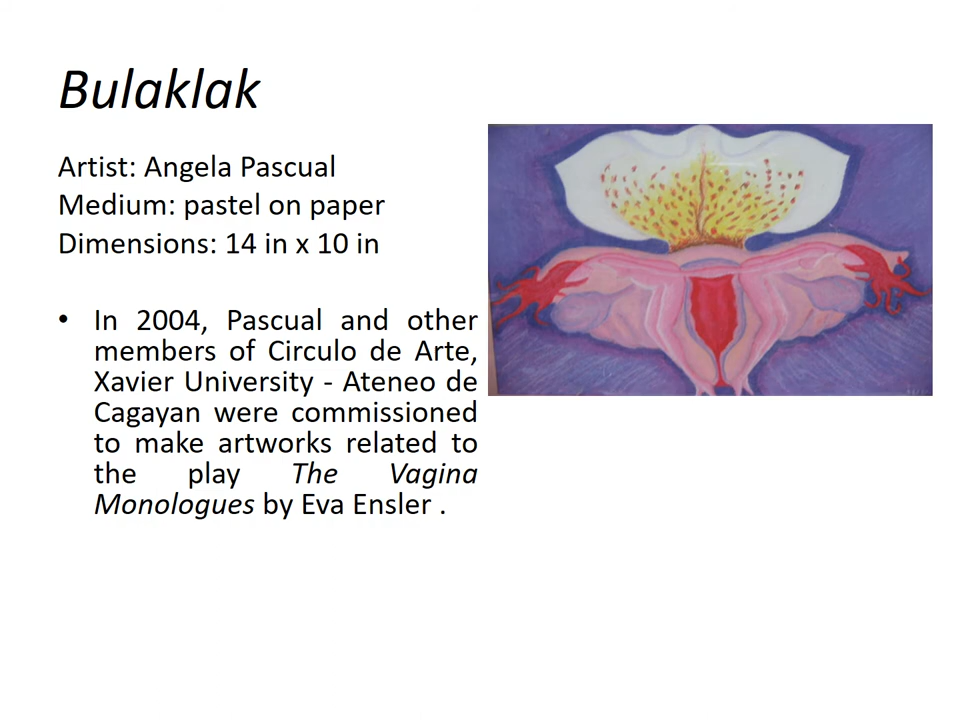 Bulaklak
Artist: Angela Pascual
Medium: pastel on paper
Dimensions: 14 in x 10 in
• In 2004, Pascual and other
members of Circulo de Arte,
Xavier University - Ateneo de
Cagayan were commissioned
to make artworks related to
the play The Vagina
Monologues by Eva Ensler .